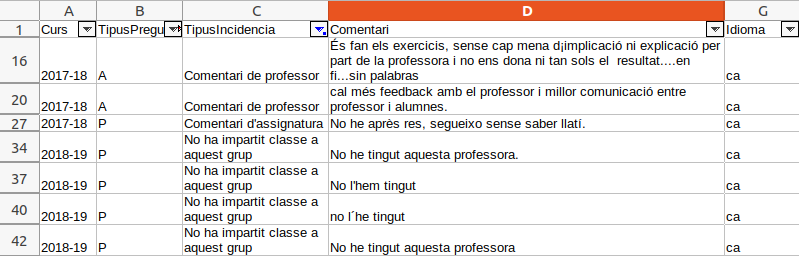 A B C D G
1 Curs TipusPregu TipusIncidencia Comentari Idioma
És fan els exercicis, sense cap mena d¡implicació ni explicació per
part de la professora i no ens dona ni tan sols el resultat....en
16 2017-18 A Comentari de professor fi...sin parablas ca
cal més feedback amb el professor i millor comunicació entre
20 2017-18 A Comentari de professor professor i alumnes. ca
27 2017-18 P Comentari d'assignatura No he après res, segueixo sense saber llatí. ca
No ha impartit classe a
34 2018-19 P aquest grup No he tingut aquesta professora. ca
No ha impartit classe a
37 2018-19 P aquest grup No l'hem tingut ca
No ha impartit classe a
40 2018-19 P aquest grup no l´he tingut ca
No ha impartit classe a
42 2018-19 P aquest grup No he tingut aquesta professora ca